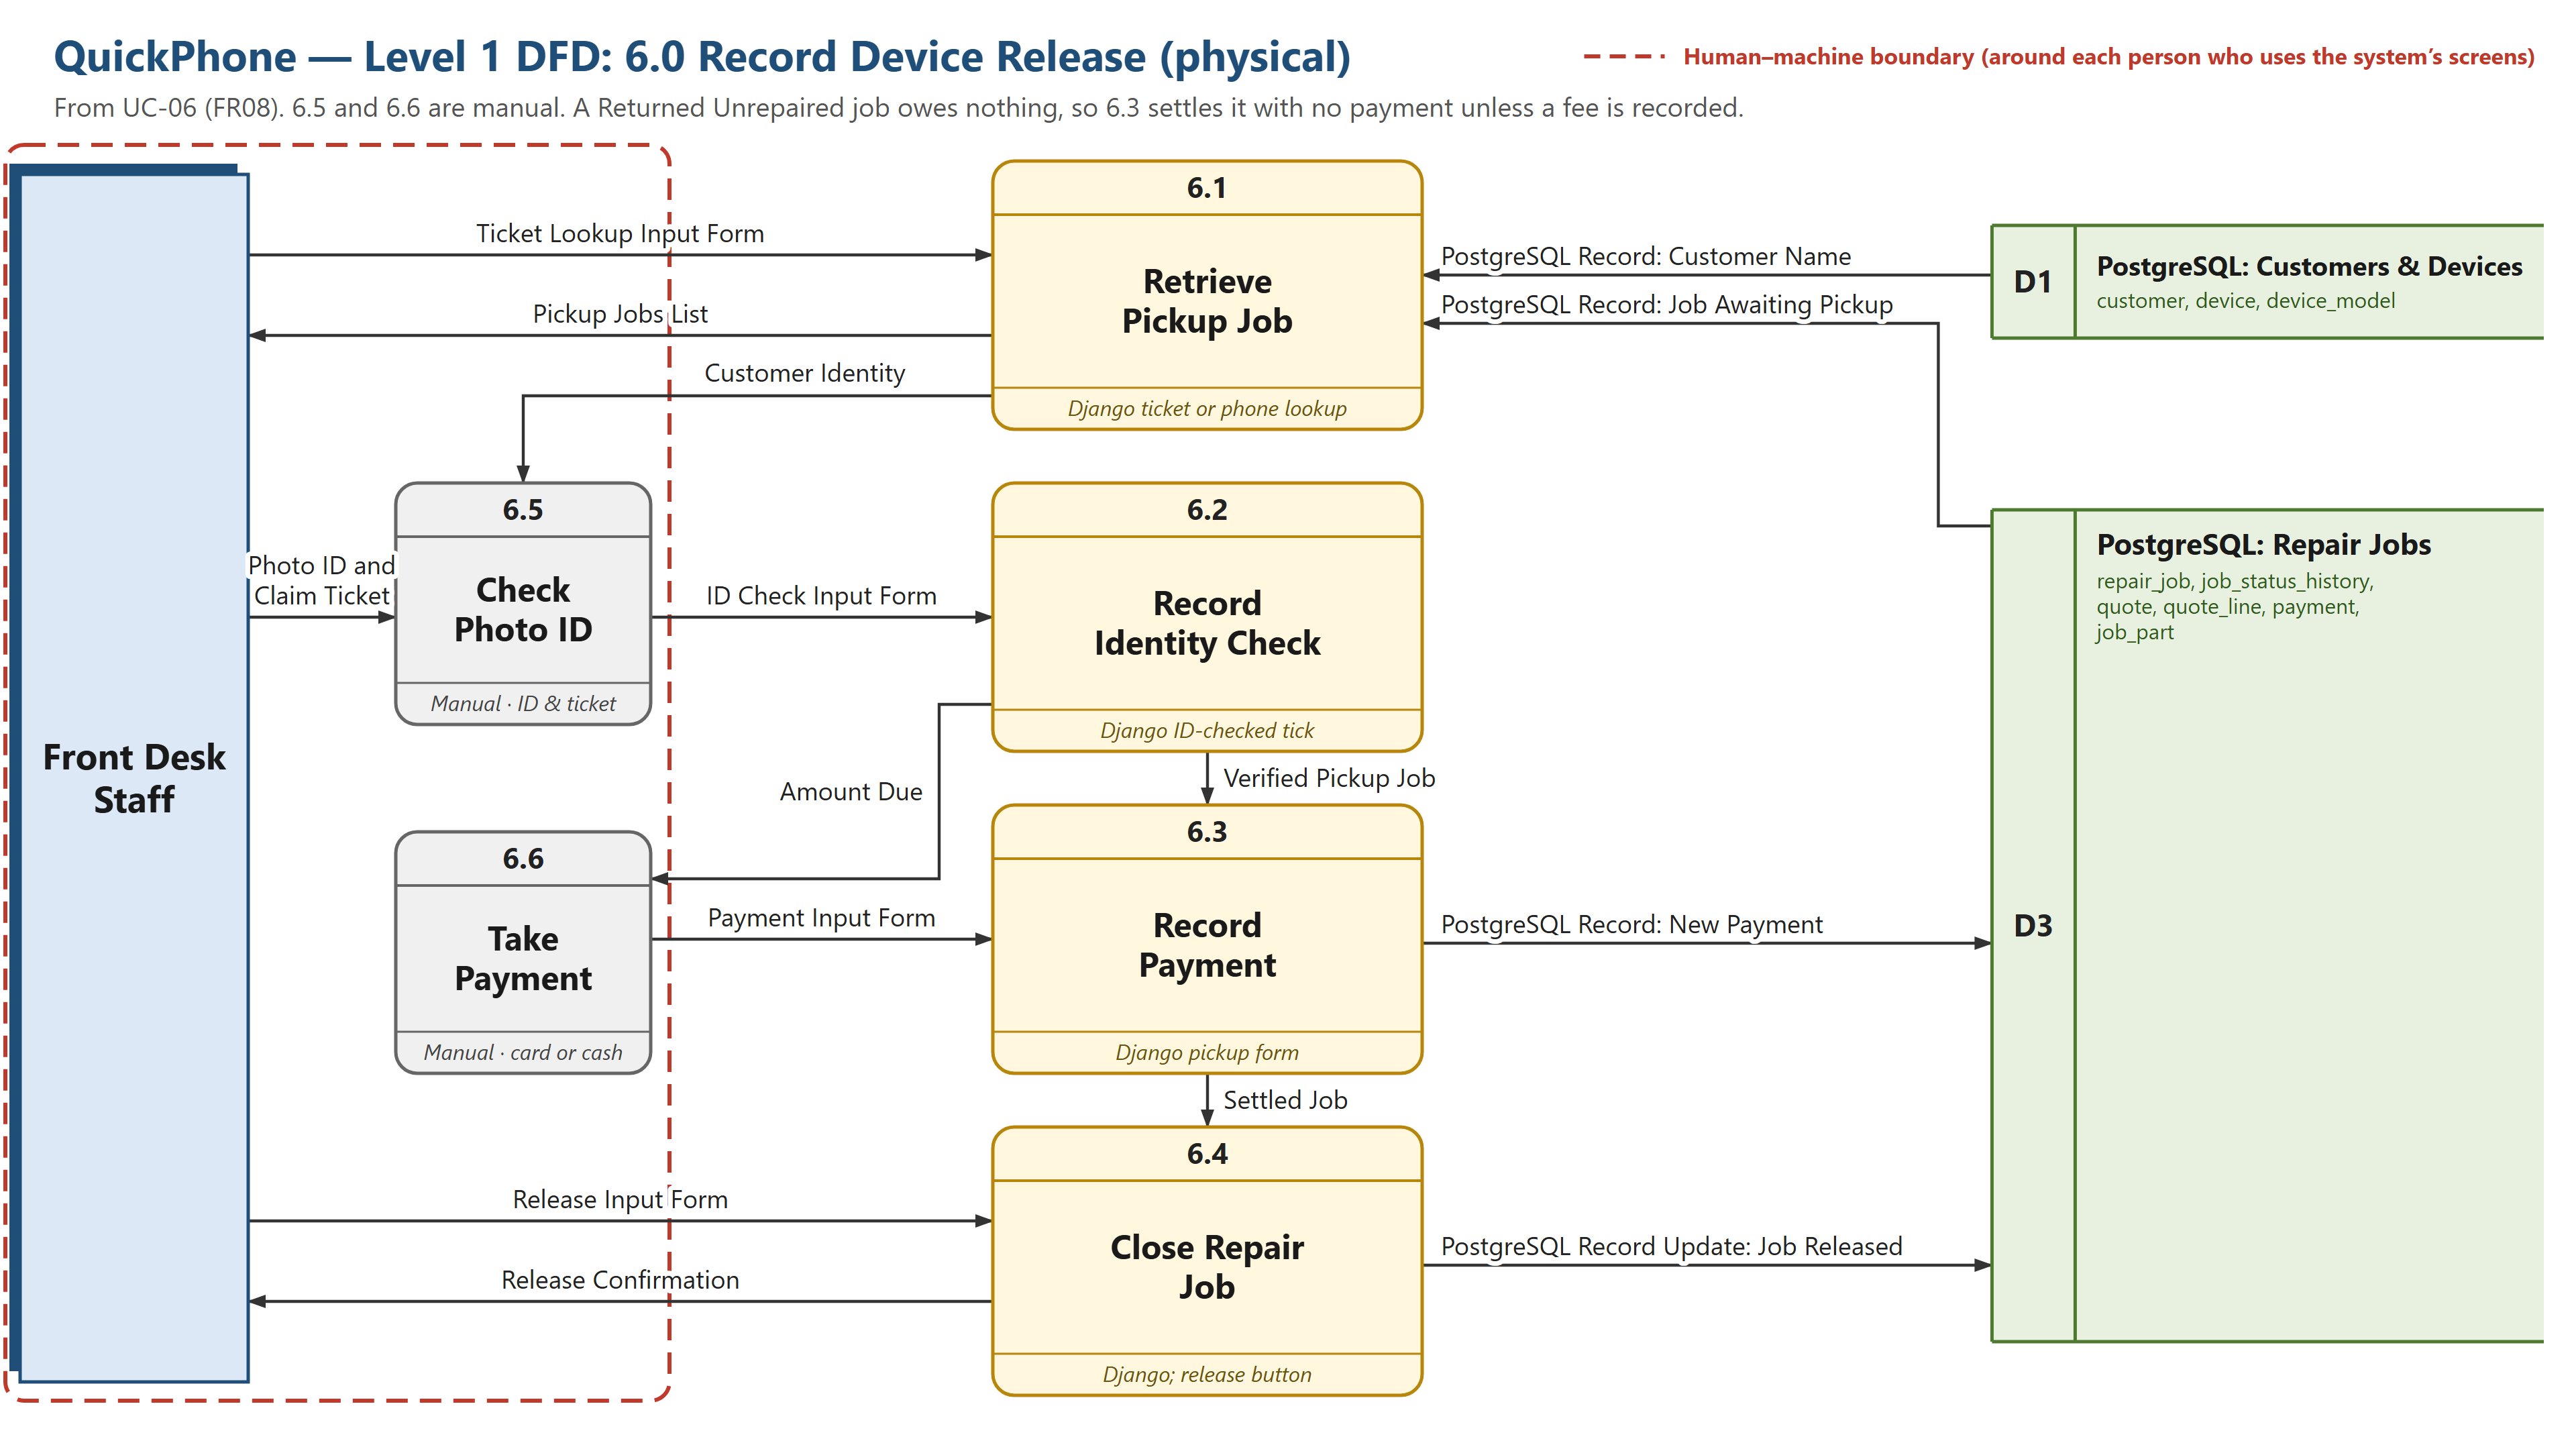 QuickPhone — Level 1 DFD: 6.0 Record Device Release (physical)
Human–machine boundary (around each person who uses the system’s screens)
From UC-06 (FR08). 6.5 and 6.6 are manual. A Returned Unrepaired job owes nothing, so 6.3 settles it with no payment unless a fee is recorded.
Front Desk
Staff
Ticket Lookup Input Form
Pickup Jobs List
Customer Identity
6.1
Retrieve
Pickup Job
Django ticket or phone lookup
PostgreSQL Record: Customer Name
PostgreSQL Record: Job Awaiting Pickup
D1
PostgreSQL: Customers & Devices
customer, device, device_model
Photo ID and
Claim Ticket
6.5
Check
Photo ID
Manual · ID & ticket
ID Check Input Form
6.2
Record
Identity Check
Django ID-checked tick
Amount Due
Verified Pickup Job
D3
PostgreSQL: Repair Jobs
repair_job, job_status_history,
quote, quote_line, payment,
job_part
6.6
Take
Payment
Manual · card or cash
Payment Input Form
6.3
Record
Payment
Django pickup form
PostgreSQL Record: New Payment
Settled Job
Release Input Form
Release Confirmation
6.4
Close Repair
Job
Django; release button
PostgreSQL Record Update: Job Released